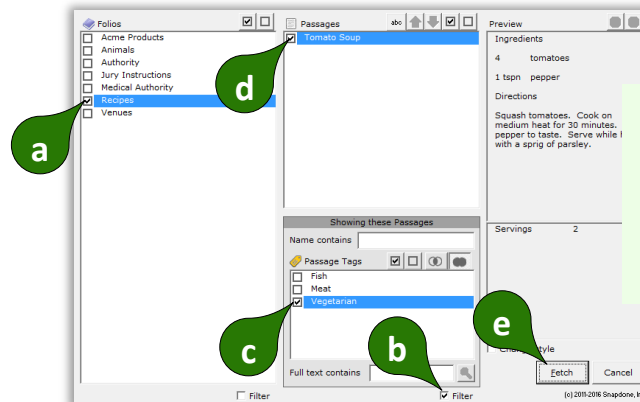 Folios
Acme Products
Animals
Authority
Jury Instructions
Medical Authority
Recipes
Venues
Filter
Passages
abc
Tomato Soup
Showing these Passages
Name contains
Passage Tags
Fish
Meat
Vegetarian
Full text contains
Filter
Preview
Ingredients
4 tomatoes
1 tspn pepper
Directions
Squash tomatoes. Cook on
medium heat for 30 minutes.
pepper to taste. Serve while
with a sprig of parsley.
Servings 2
Fetch
Cancel
(c) 2011-2016 Snapdone, In
a
b
c
d
e